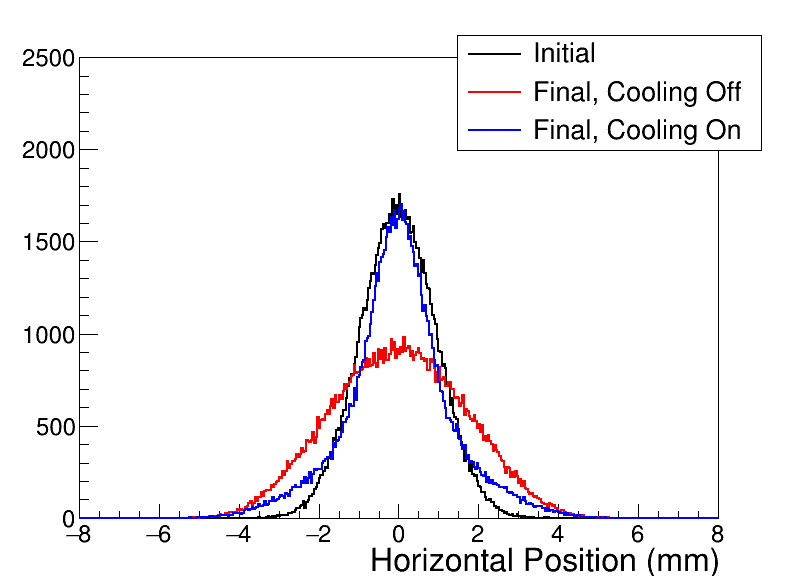 Initial
Final, Cooling Off
Final, Cooling On
2500
2000
1500
1000
500
0
−8 −6 −4 −2 0 2 4 6 8
Horizontal Position (mm)